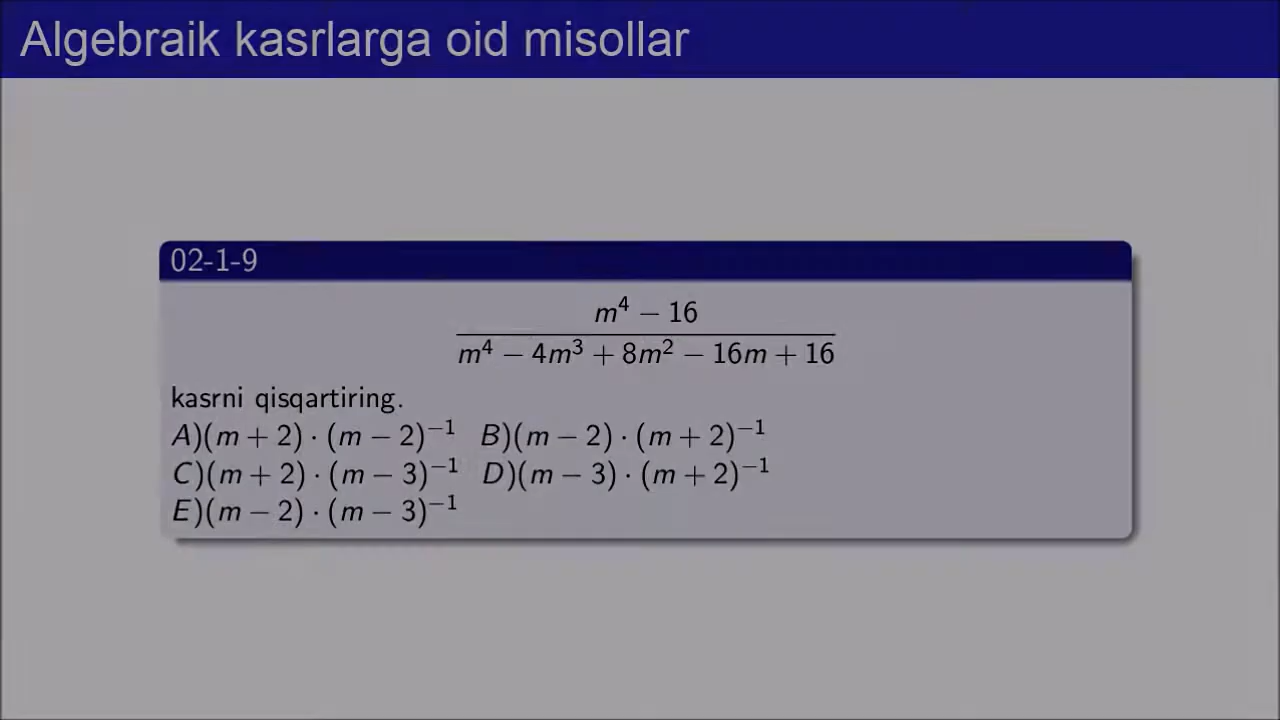 Algebraik kasrlarga oid misollar
02-1-9
m⁴ − 16
m⁴ − 4m³ + 8m² − 16m + 16
kasrni qisqartiring.
A)(m + 2) · (m − 2)⁻¹ B)(m − 2) · (m + 2)⁻¹
C)(m + 2) · (m − 3)⁻¹ D)(m − 3) · (m + 2)⁻¹
E)(m − 2) · (m − 3)⁻¹